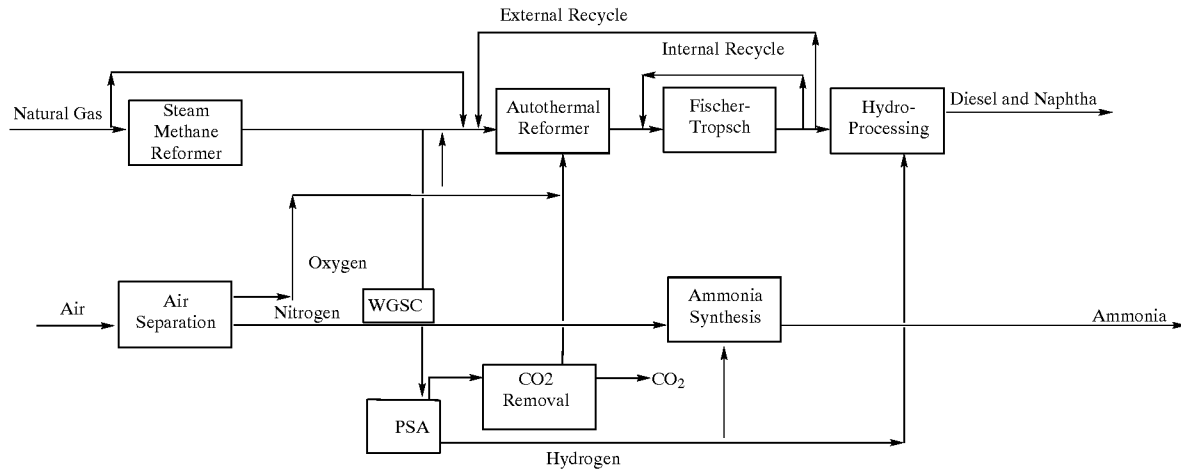 External Recycle
Internal Recycle
Natural Gas
Steam
Methane
Reformer
Autothermal
Reformer
Fischer-
Tropsch
Hydro-
Processing
Diesel and Naphtha
Oxygen
Air
Air
Separation
Nitrogen
WGSC
Ammonia
Synthesis
Ammonia
CO2
Removal
CO₂
PSA
Hydrogen